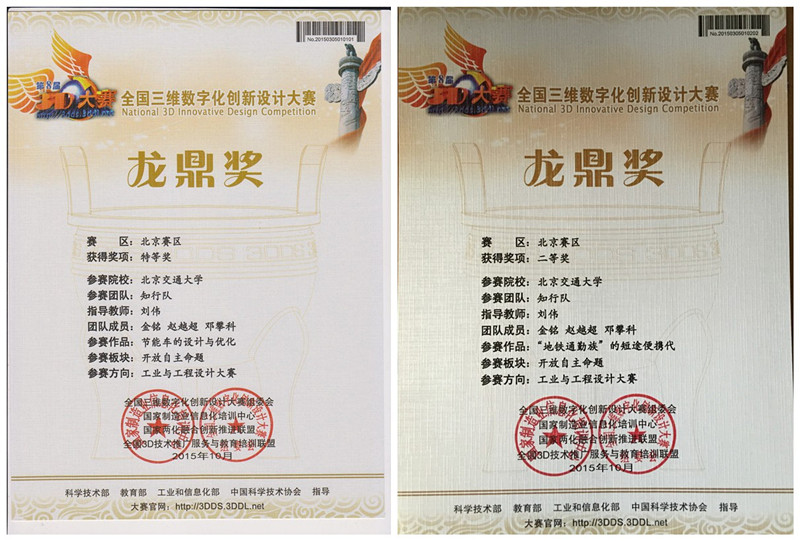 No.20150305010101
第8届
大赛
全国三维数字化创新设计大赛
National 3D Innovative Design Competition
龙鼎奖
赛 区：北京赛区
获得奖项：特等奖
参赛院校：北京交通大学
参赛团队：知行队
指导教师：刘伟
团队成员：金铭 赵越超 邓攀科
参赛作品：节能车的设计与优化
参赛板块：开放自主命题
参赛方向：工业与工程设计大赛
全国三维数字化创新设计大赛组委会
国家制造业信息化培训中心
国家两化融合创新推进联盟
全国3D技术推广服务与教育培训联盟
2015年10月
科学技术部 教育部 工业和信息化部 中国科学技术协会 指导
大赛官网：http://3DDS.3DDL.net
No.20150305010202
第8届
大赛
全国三维数字化创新设计大赛
National 3D Innovative Design Competition
龙鼎奖
赛 区：北京赛区
获得奖项：二等奖
参赛院校：北京交通大学
参赛团队：知行队
指导教师：刘伟
团队成员：金铭 赵越超 邓攀科
参赛作品：“地铁通勤族”的短途便携代
参赛板块：开放自主命题
参赛方向：工业与工程设计大赛
全国三维数字化创新设计大赛组委会
国家制造业信息化培训中心
国家两化融合创新推进联盟
全国3D技术推广服务与教育培训联盟
2015年10月
科学技术部 教育部 工业和信息化部 中国科学技术协会 指导
大赛官网：http://3DDS.3DDL.net